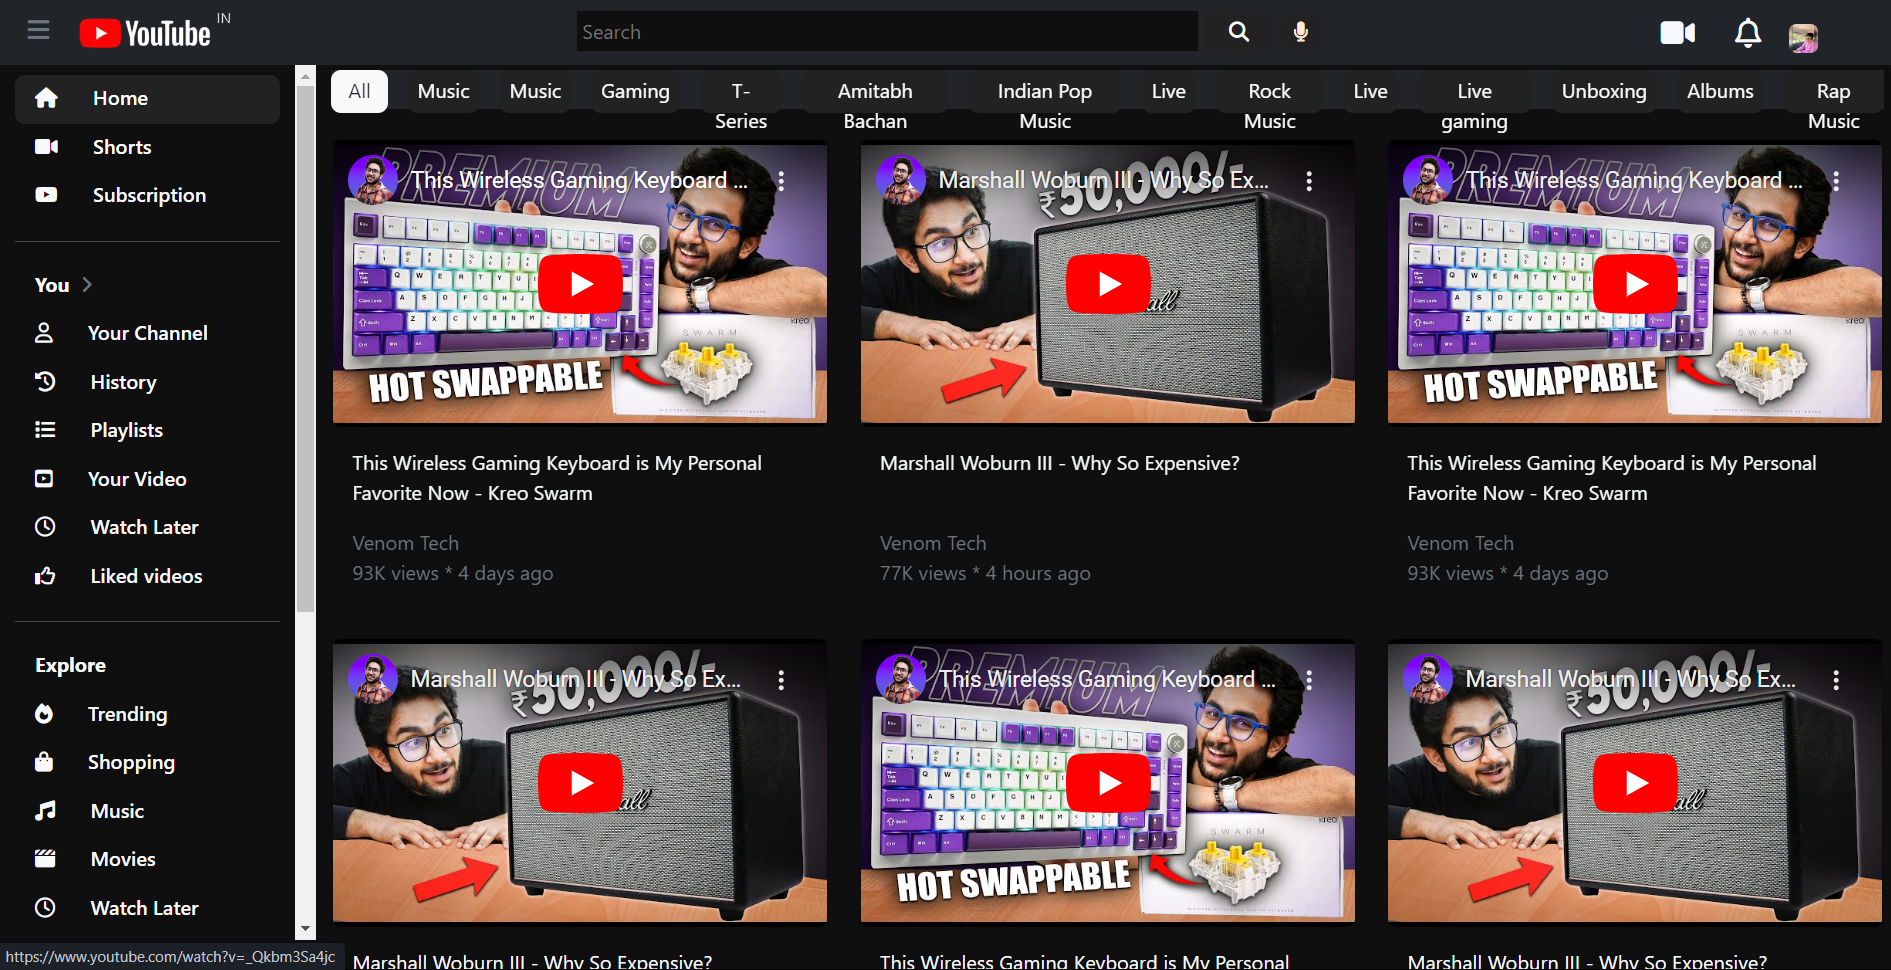 YouTube IN
Search
Home
Shorts
Subscription
You
Your Channel
History
Playlists
Your Video
Watch Later
Liked videos
Explore
Trending
Shopping
Music
Movies
Watch Later
https://www.youtube.com/watch?v=_Qkbm3Sa4jc
All
Music
Music
Gaming
T-
Series
Amitabh
Bachan
Indian Pop
Music
Live
Rock
Music
Live
Live
gaming
Unboxing
Albums
Rap
Music
PREMIUM
This Wireless Gaming Keyboard ...
SWARM
HOT SWAPPABLE
This Wireless Gaming Keyboard is My Personal
Favorite Now - Kreo Swarm
Venom Tech
93K views * 4 days ago
₹50,000/-
Marshall Woburn III - Why So Ex...
Marshall Woburn III - Why So Expensive?
Venom Tech
77K views * 4 hours ago
PREMIUM
This Wireless Gaming Keyboard ...
kreo
SWARM
HOT SWAPPABLE
This Wireless Gaming Keyboard is My Personal
Favorite Now - Kreo Swarm
Venom Tech
93K views * 4 days ago
₹50,000/-
Marshall Woburn III - Why So Ex...
Marshall Woburn III - Why So Expensive?
PREMIUM
This Wireless Gaming Keyboard ...
kreo
SWARM
HOT SWAPPABLE
This Wireless Gaming Keyboard is My Personal
₹50,000/-
Marshall Woburn III - Why So Ex...
Marshall Woburn III - Why So Expensive?